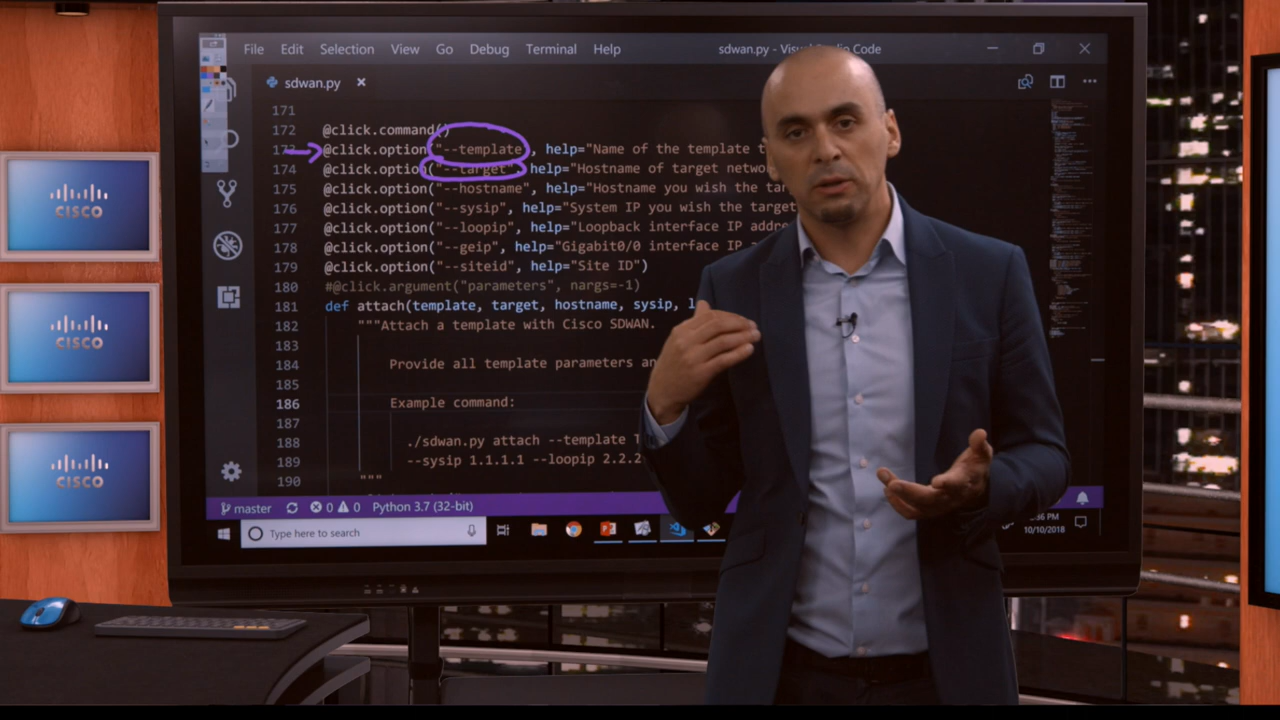 File Edit Selection View Go Debug Terminal Help sdwan.py - Visual Studio Code
sdwan.py
171
172 @click.command()
173 @click.option("--template", help="Name of the template t
174 @click.option("--target", help="Hostname of target netwo
175 @click.option("--hostname", help="Hostname you wish the tar
176 @click.option("--sysip", help="System IP you wish the target
177 @click.option("--loopip", help="Loopback interface IP addre
178 @click.option("--geip", help="Gigabit0/0 interface IP a
179 @click.option("--siteid", help="Site ID")
180 #@click.argument("parameters", nargs=-1)
181 def attach(template, target, hostname, sysip, l
182 """Attach a template with Cisco SDWAN.
183
184 Provide all template parameters an
185
186 Example command:
187
188 ./sdwan.py attach --template T
189 --sysip 1.1.1.1 --loopip 2.2.2
190 """
master 0 0 Python 3.7 (32-bit)
Type here to search
:36 PM
10/10/2018
CISCO
CISCO
CISCO